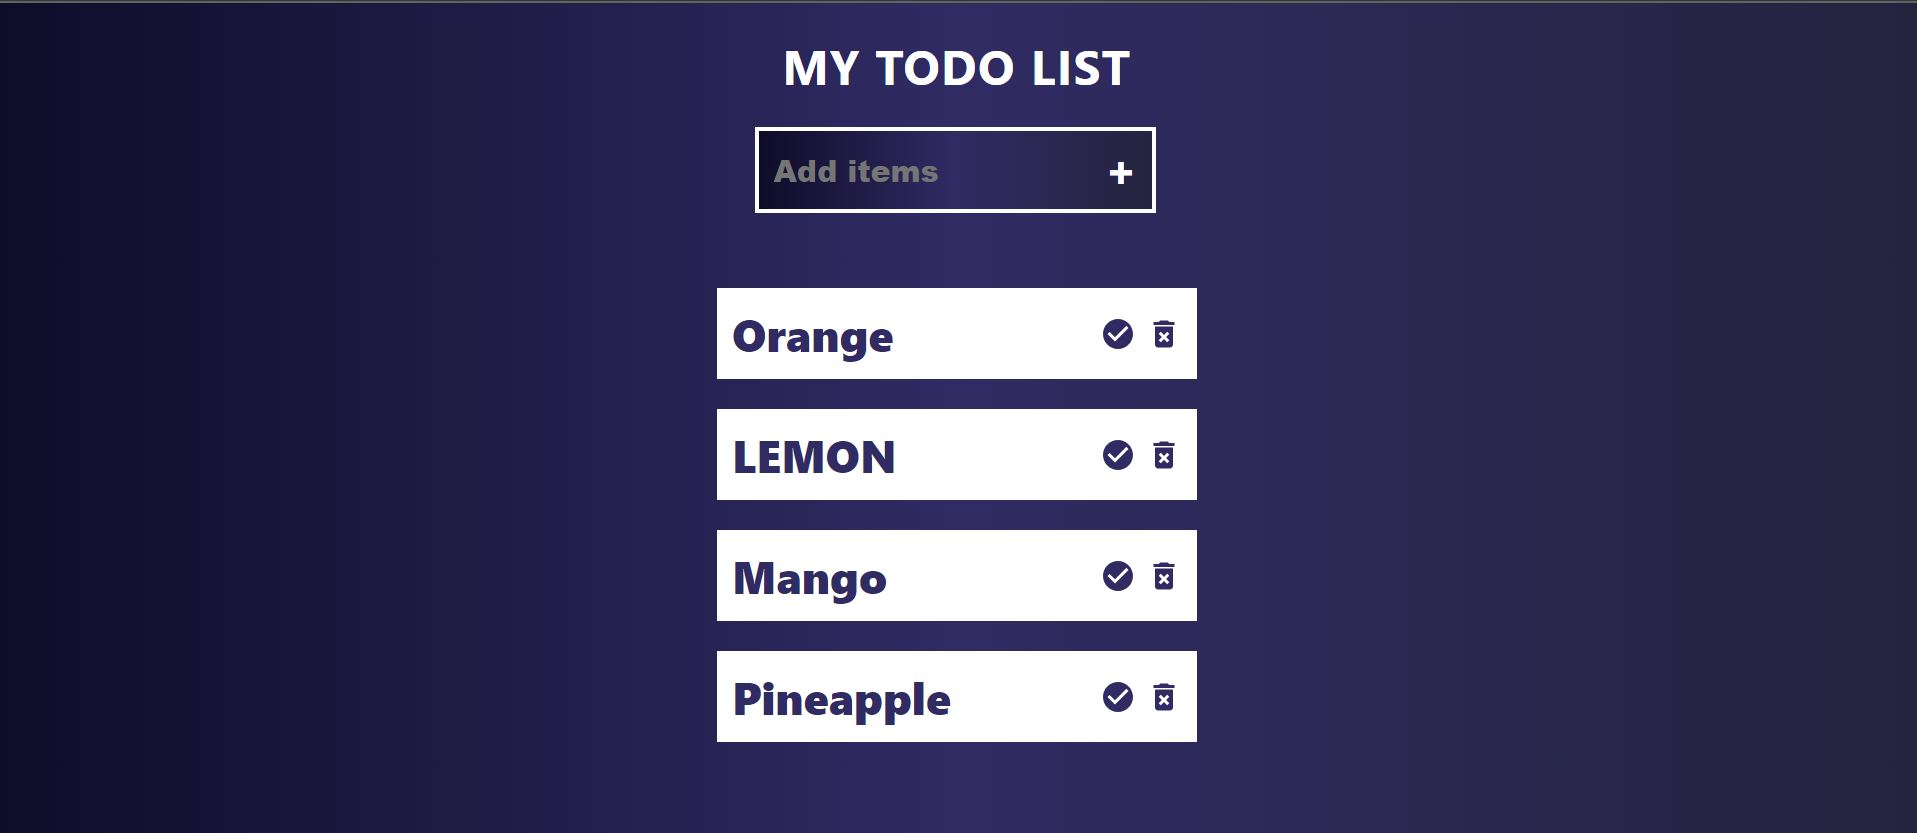 MY TODO LIST
Add items
Orange
LEMON
Mango
Pineapple